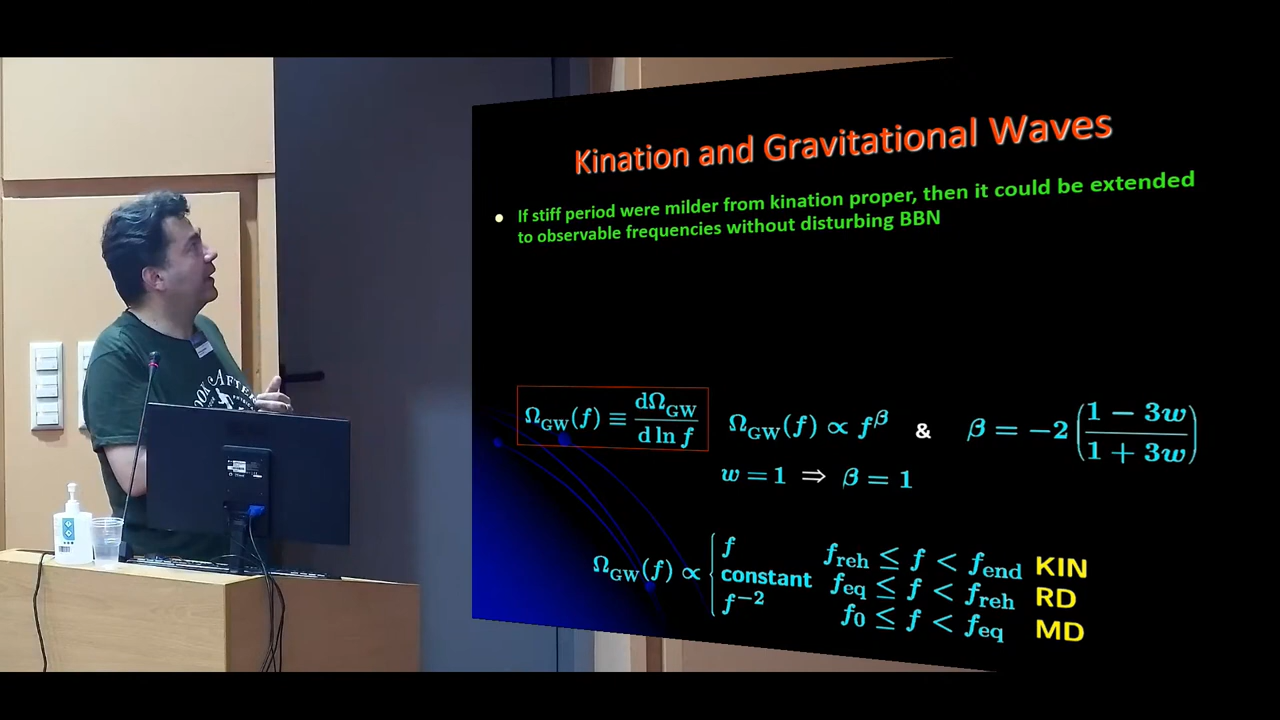 Kination and Gravitational Waves
• If stiff period were milder from kination proper, then it could be extended
to observable frequencies without disturbing BBN
Ω_GW(f) ≡ dΩ_GW / d ln f   Ω_GW(f) ∝ f^β   &   β = −2 ((1 − 3w) / (1 + 3w))
w = 1 ⇒ β = 1
Ω_GW(f) ∝ { f   f_reh ≤ f < f_end   KIN
constant   f_eq ≤ f < f_reh   RD
f^−2   f_0 ≤ f < f_eq   MD